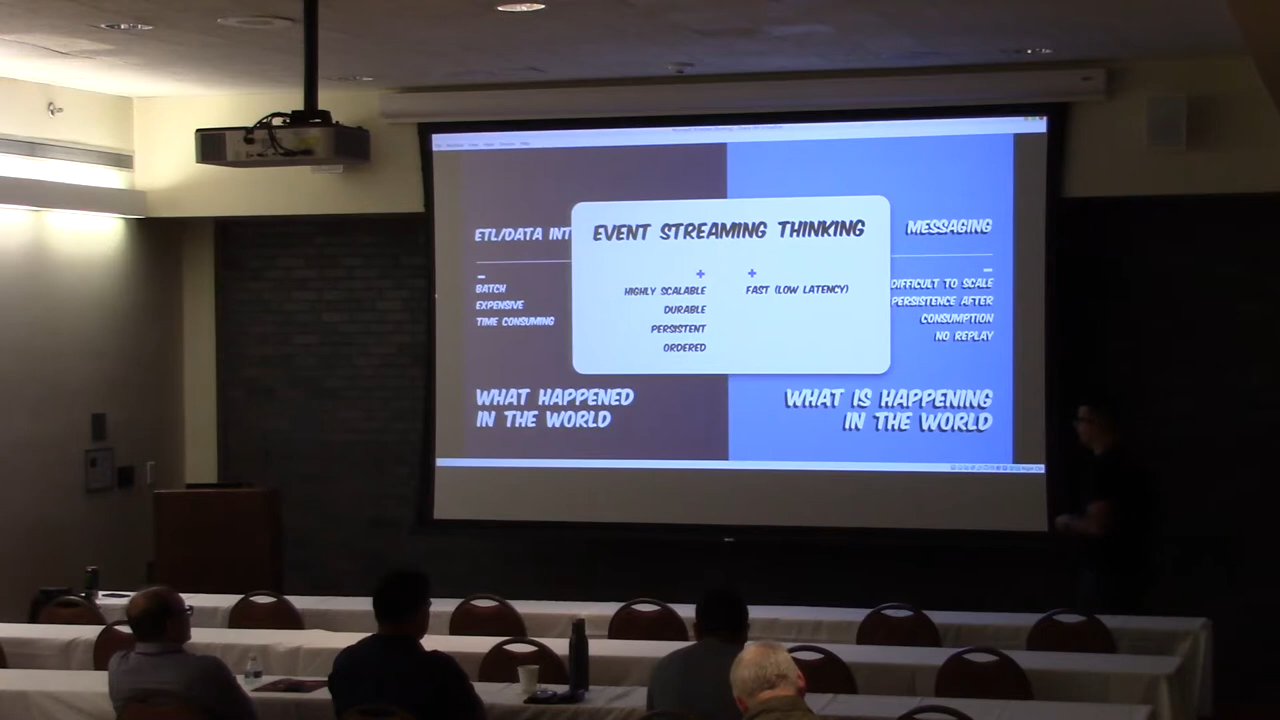 EVENT STREAMING THINKING
ETL/DATA INT
MESSAGING
+
+
-
-
HIGHLY SCALABLE
FAST (LOW LATENCY)
DURABLE
PERSISTENT
ORDERED
BATCH
EXPENSIVE
TIME CONSUMING
DIFFICULT TO SCALE
PERSISTENCE AFTER
CONSUMPTION
NO REPLAY
WHAT HAPPENED
IN THE WORLD
WHAT IS HAPPENING
IN THE WORLD